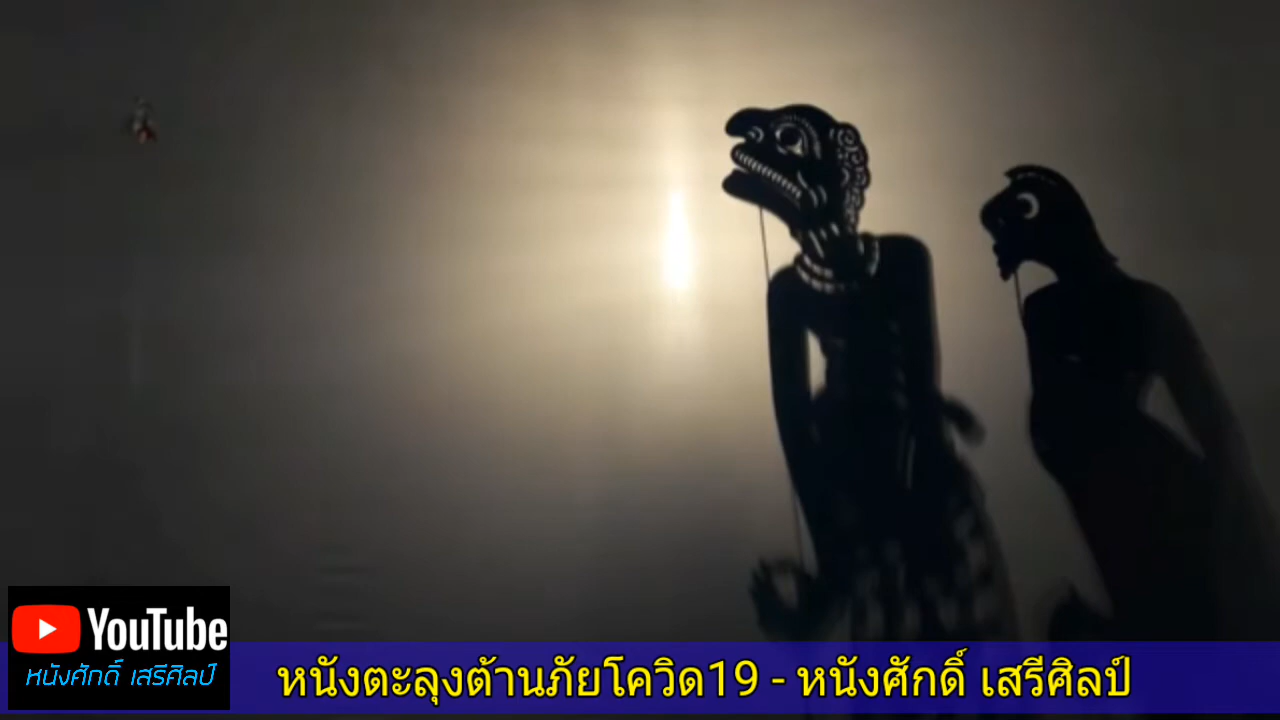 YouTube
หนังศักดิ์ เสรีศิลป์
หนังตะลุงต้านภัยโควิด19 - หนังศักดิ์ เสรีศิลป์